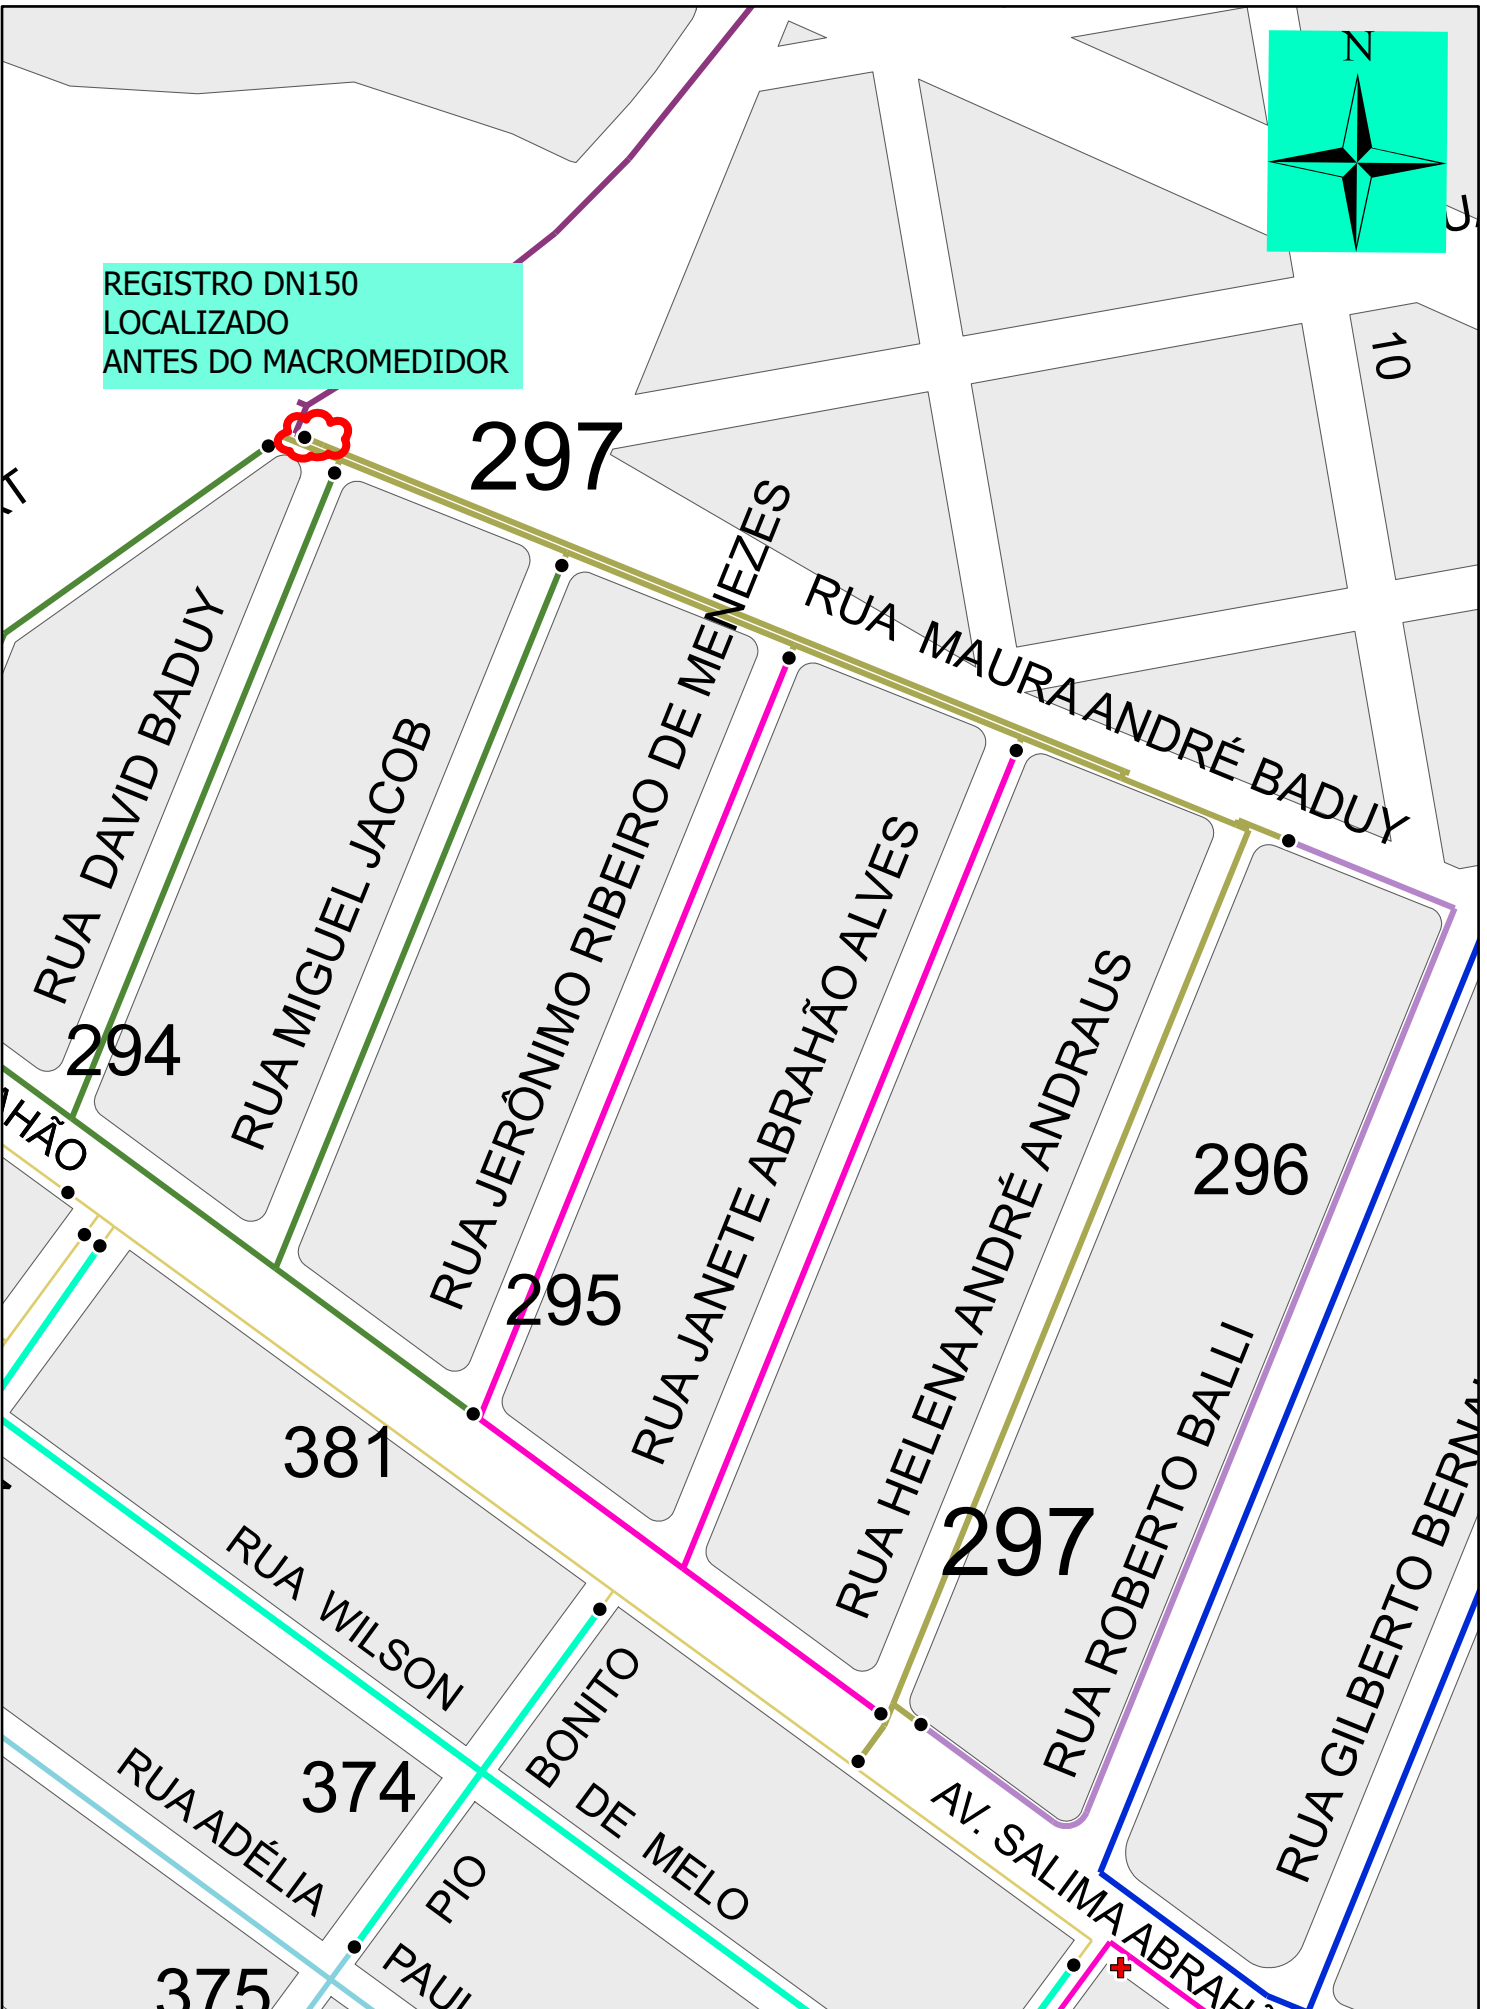 N
REGISTRO DN150
LOCALIZADO
ANTES DO MACROMEDIDOR
10
297
RUA MAURA ANDRÉ BADUY
RUA DAVID BADUY
RUA MIGUEL JACOB
RUA JERÔNIMO RIBEIRO DE MENEZES
RUA JANETE ABRAHÃO ALVES
RUA HELENA ANDRÉ ANDRAUS
RUA ROBERTO BALLI
RUA GILBERTO
294
295
296
297
381
RUA WILSON
BONITO
DE MELO
374
RUA ADÉLIA
PIO
375
AV. SALIMA